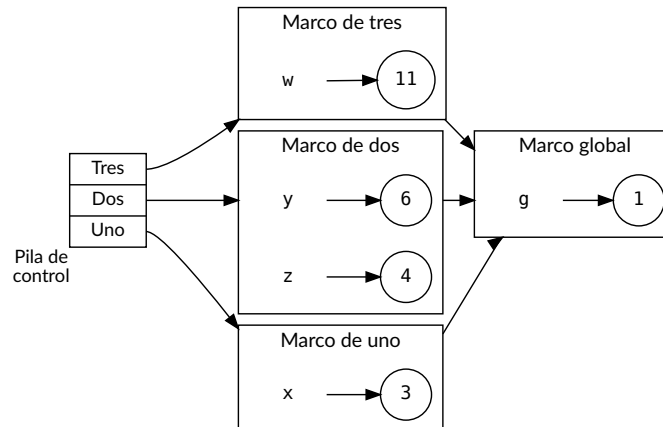 Marco de tres
w 11
Tres
Dos
Uno
Pila de
control
Marco de dos
y 6
z 4
Marco de uno
x 3
Marco global
g 1